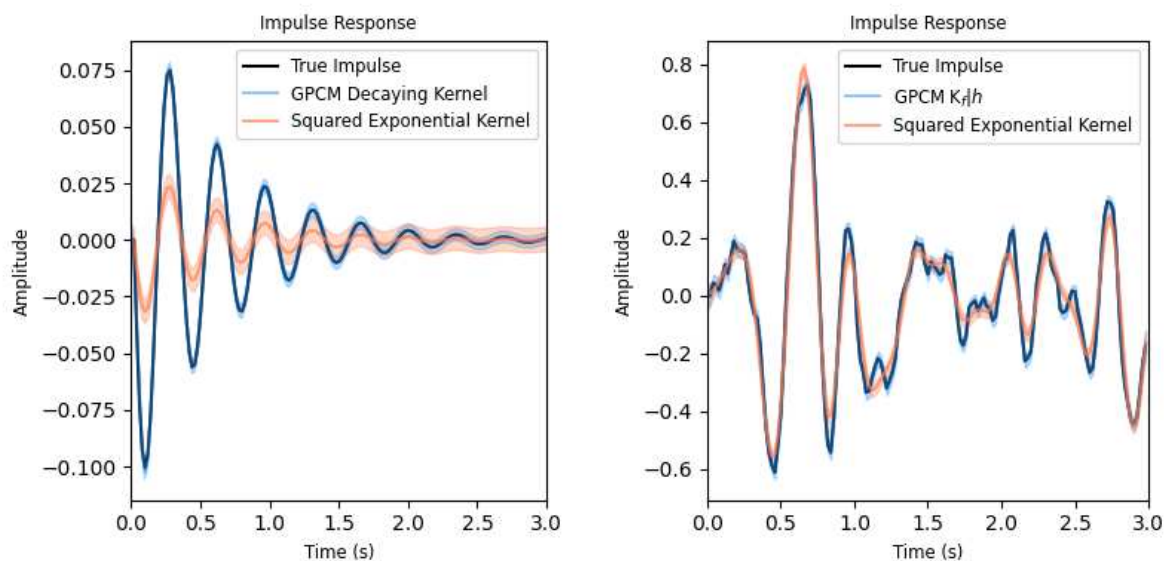 Impulse Response
True Impulse
GPCM Decaying Kernel
Squared Exponential Kernel
0.075
0.050
0.025
0.000
−0.025
−0.050
−0.075
−0.100
Amplitude
0.0 0.5 1.0 1.5 2.0 2.5 3.0
Time (s)
Impulse Response
True Impulse
GPCM K_f|h
Squared Exponential Kernel
0.8
0.6
0.4
0.2
0.0
−0.2
−0.4
−0.6
Amplitude
0.0 0.5 1.0 1.5 2.0 2.5 3.0
Time (s)